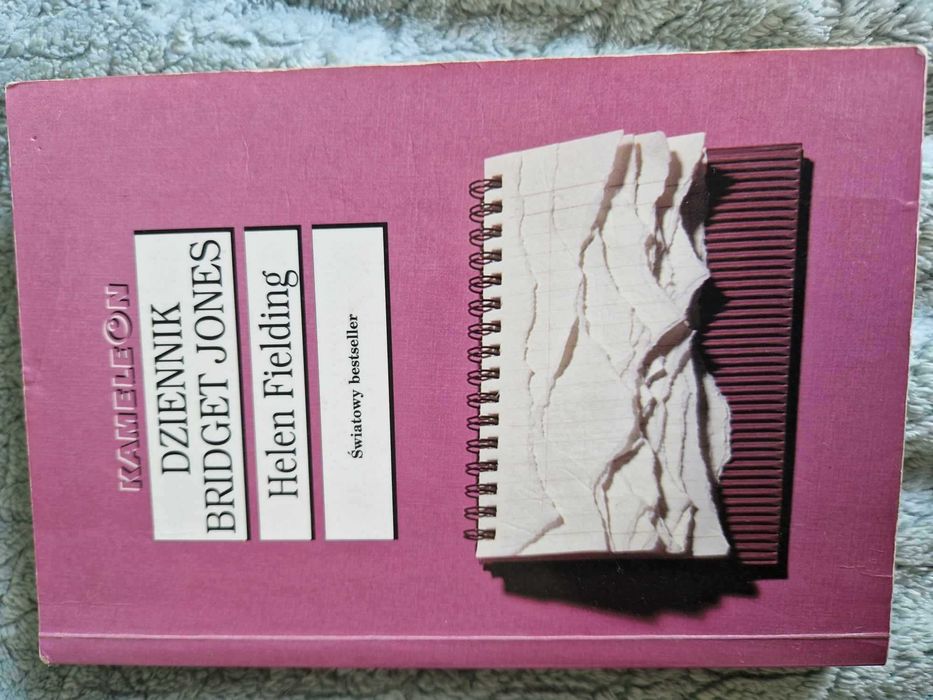 KAMELEON
DZIENNIK
BRIDGET JONES
Helen Fielding
Światowy bestseller